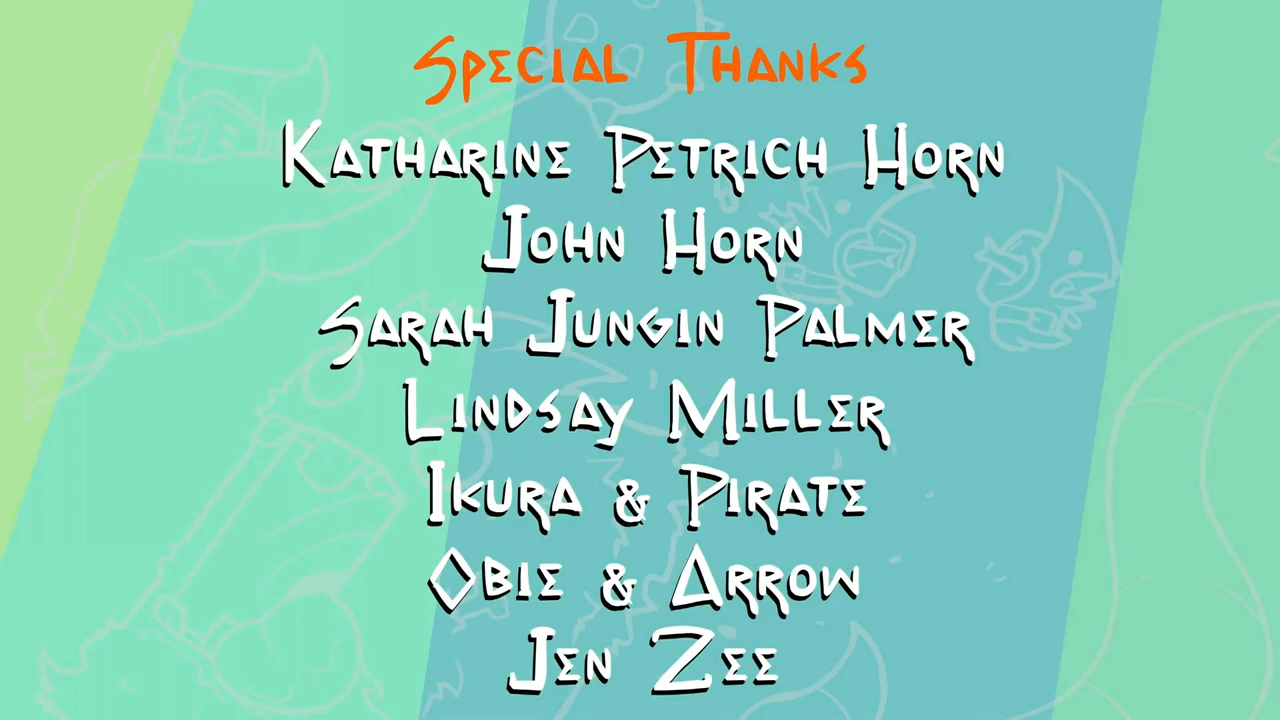 Special Thanks
Katharine Petrich Horn
John Horn
Sarah Jungin Palmer
Lindsay Miller
Ikura & Pirate
Obie & Arrow
Jen Zee